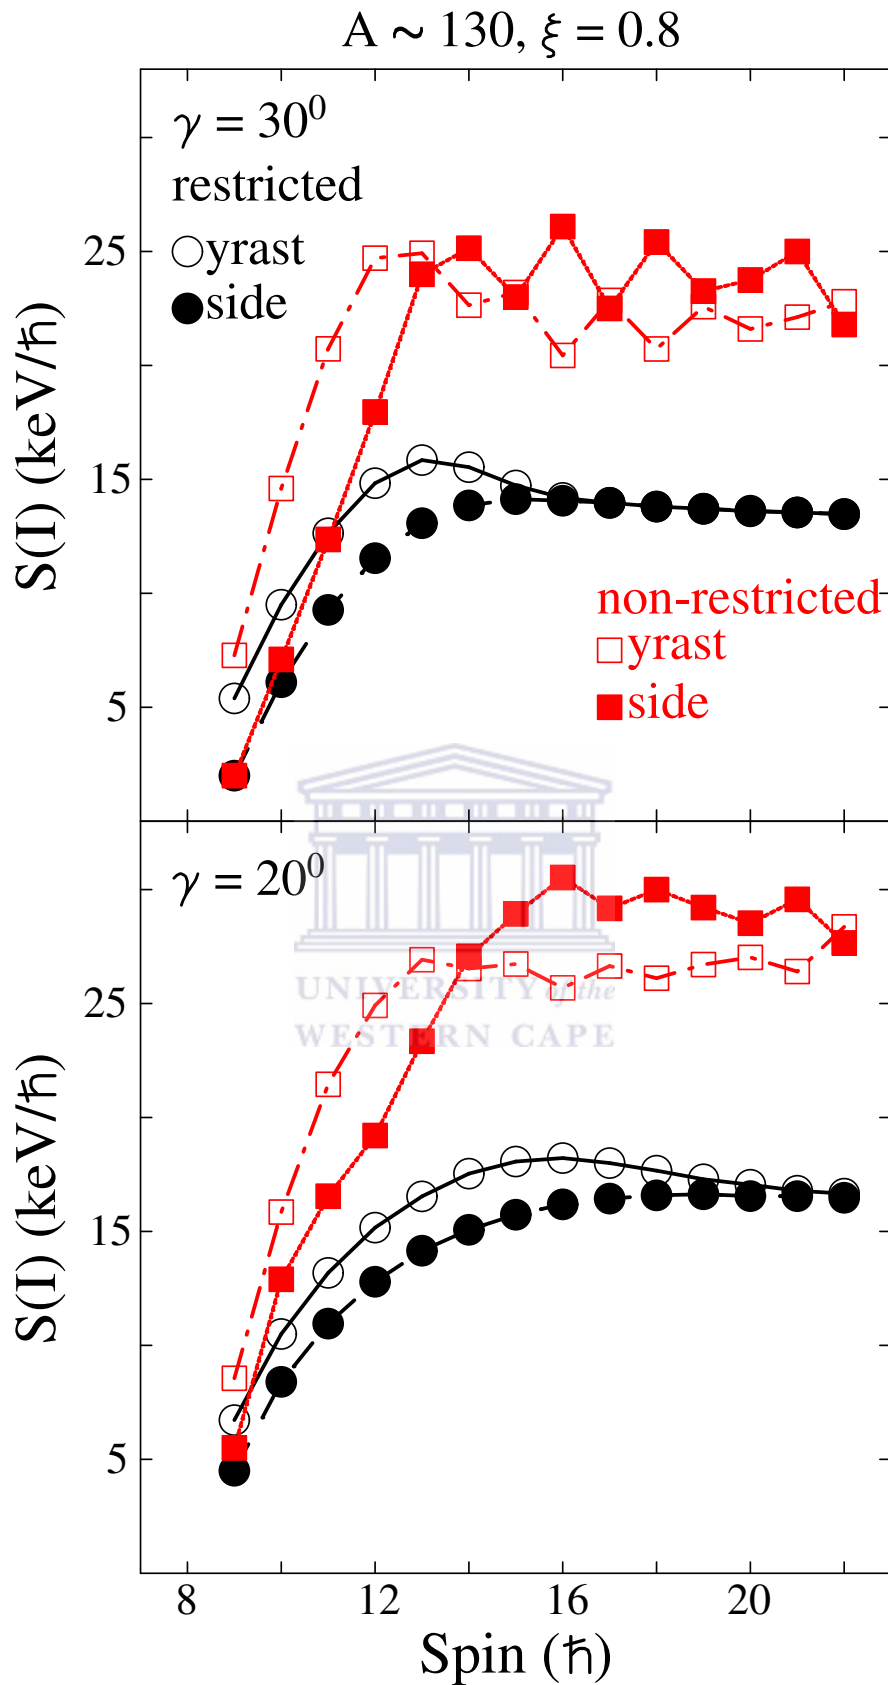 A ~ 130, ξ = 0.8
γ = 30⁰
restricted
yrast
side
25
15
5
S(I) (keV/ħ)
non-restricted
yrast
side
γ = 20⁰
UNIVERSITY of the
WESTERN CAPE
25
15
5
S(I) (keV/ħ)
8 12 16 20
Spin (ħ)